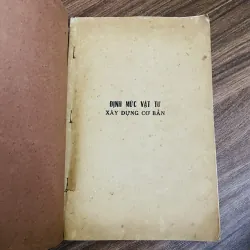 ĐỊNH MỨC VẬT TƯ
XÂY DỰNG CƠ BẢN